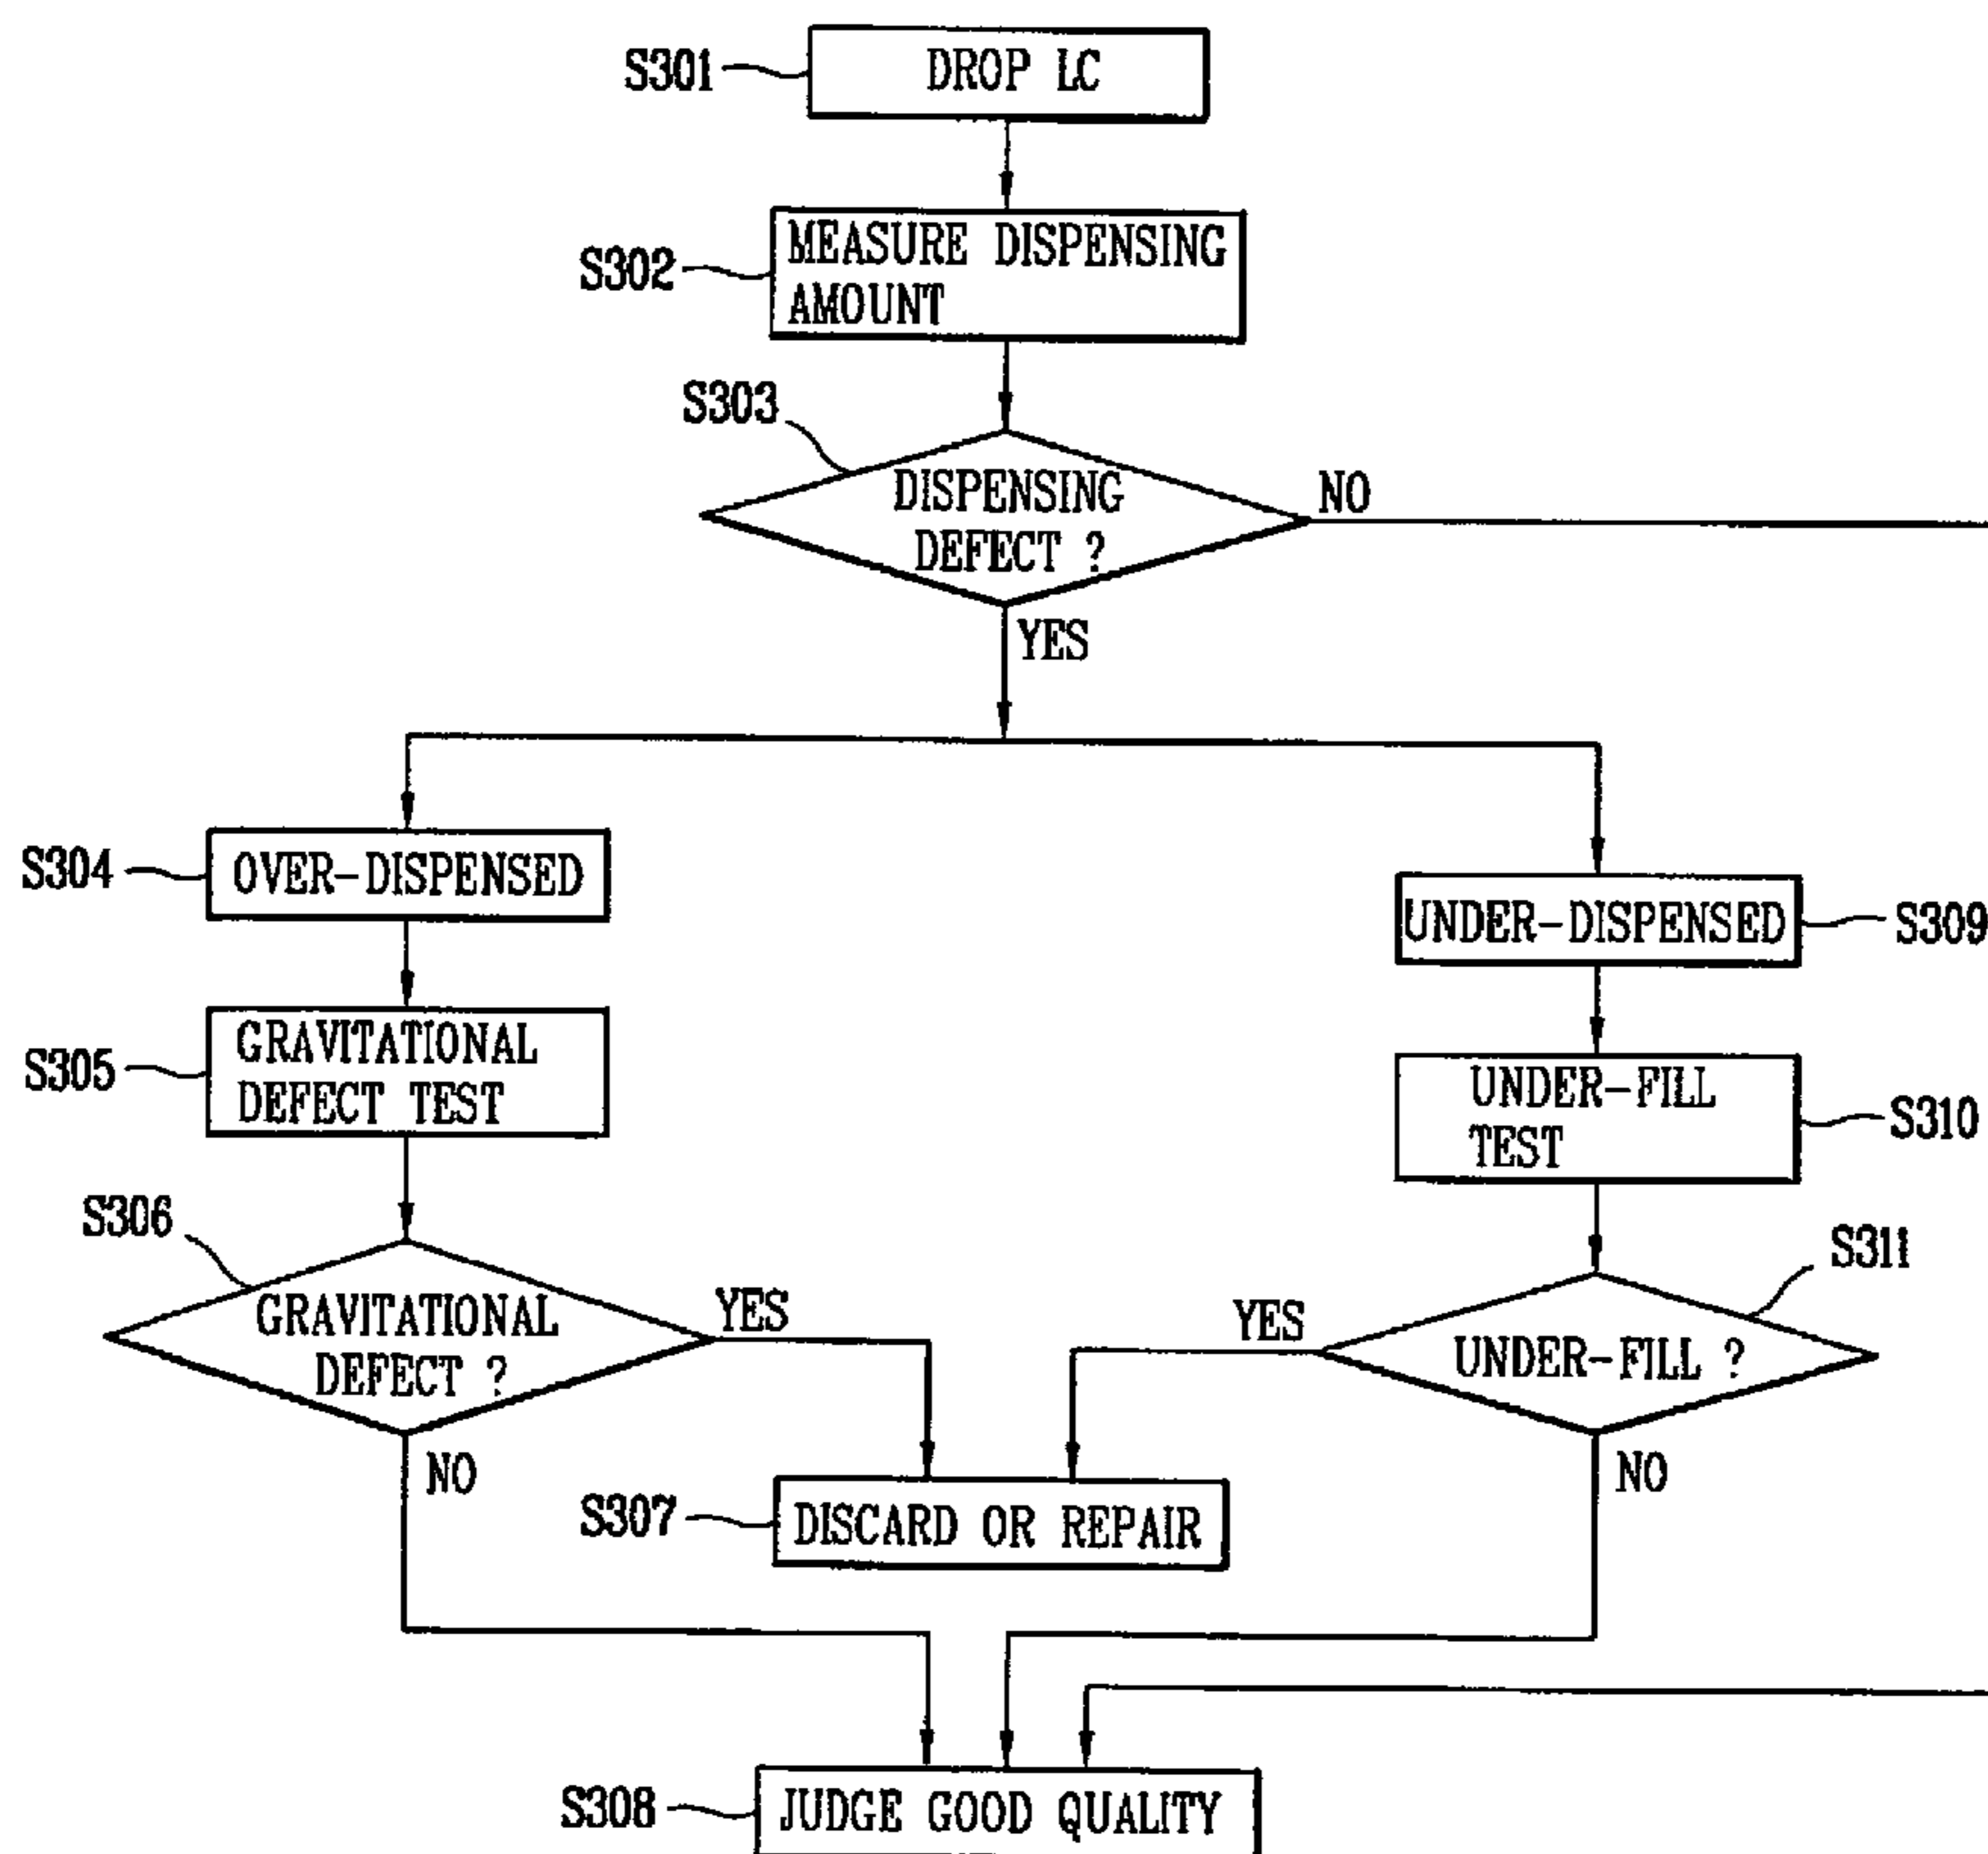 S301
DROP LC
S302
MEASURE DISPENSING
AMOUNT
S303
DISPENSING
DEFECT ?
NO
YES
S304
OVER-DISPENSED
UNDER-DISPENSED
S309
S305
GRAVITATIONAL
DEFECT TEST
UNDER-FILL
TEST
S310
S306
GRAVITATIONAL
DEFECT ?
YES
NO
S311
UNDER-FILL ?
YES
NO
S307
DISCARD OR REPAIR
S308
JUDGE GOOD QUALITY